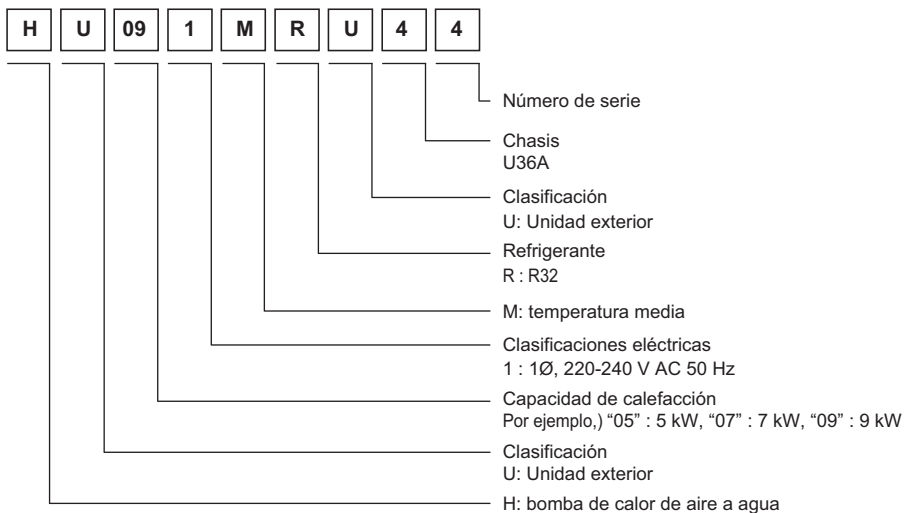 H U 09 1 M R U 4 4
Número de serie
Chasis
U36A
Clasificación
U: Unidad exterior
Refrigerante
R : R32
M: temperatura media
Clasificaciones eléctricas
1 : 1Ø, 220-240 V AC 50 Hz
Capacidad de calefacción
Por ejemplo,) “05” : 5 kW, “07” : 7 kW, “09” : 9 kW
Clasificación
U: Unidad exterior
H: bomba de calor de aire a agua